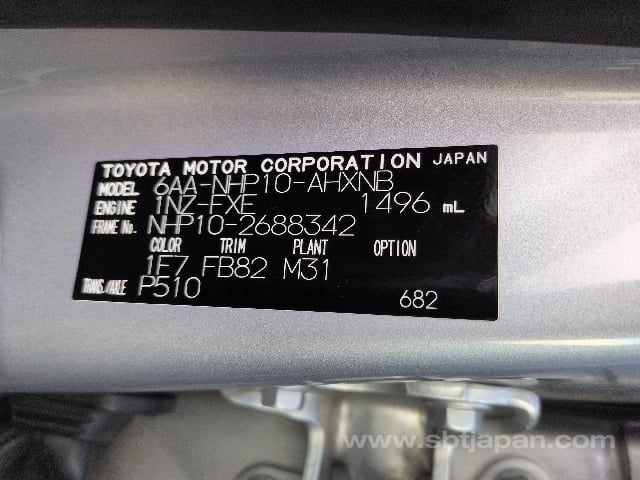 TOYOTA MOTOR CORPORATION JAPAN
MODEL 6AA-NHP10-AHXNB
ENGINE 1NZ-FXE 1496 mL
FRAME No. NHP10-2688342
COLOR TRIM PLANT OPTION
1F7 FB82 M31
TRANS./AXLE P510
682
www.sbtjapan.com